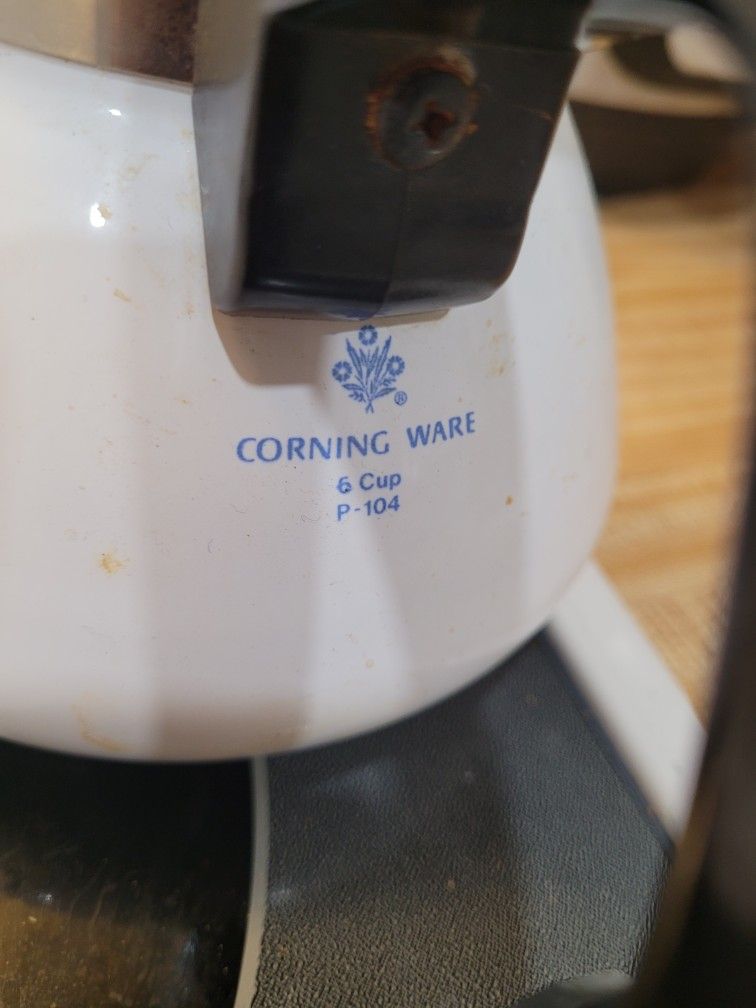 ®
CORNING WARE
6 Cup
P-104